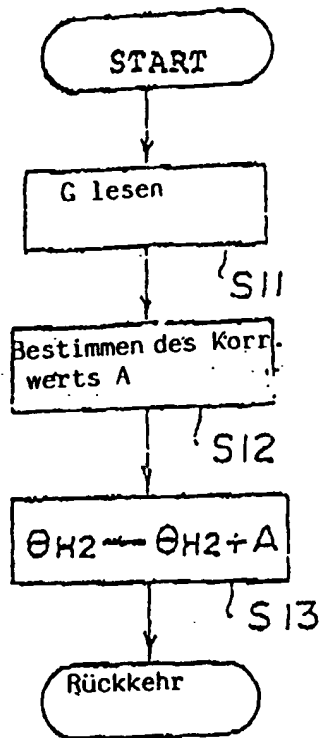 START
G lesen
S11
Bestimmen des Korr.
werts A
S12
θH2 ← θH2 + A
S13
Rückkehr